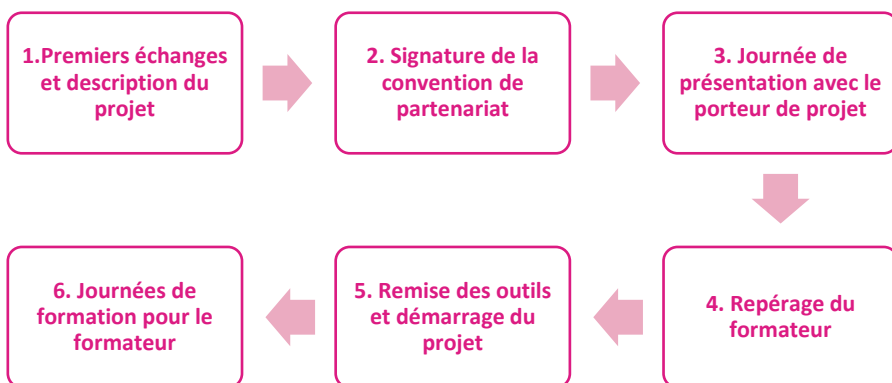 1.Premiers échanges
et description du
projet
2. Signature de la
convention de
partenariat
3. Journée de
présentation avec le
porteur de projet
4. Repérage du
formateur
5. Remise des outils
et démarrage du
projet
6. Journées de
formation pour le
formateur